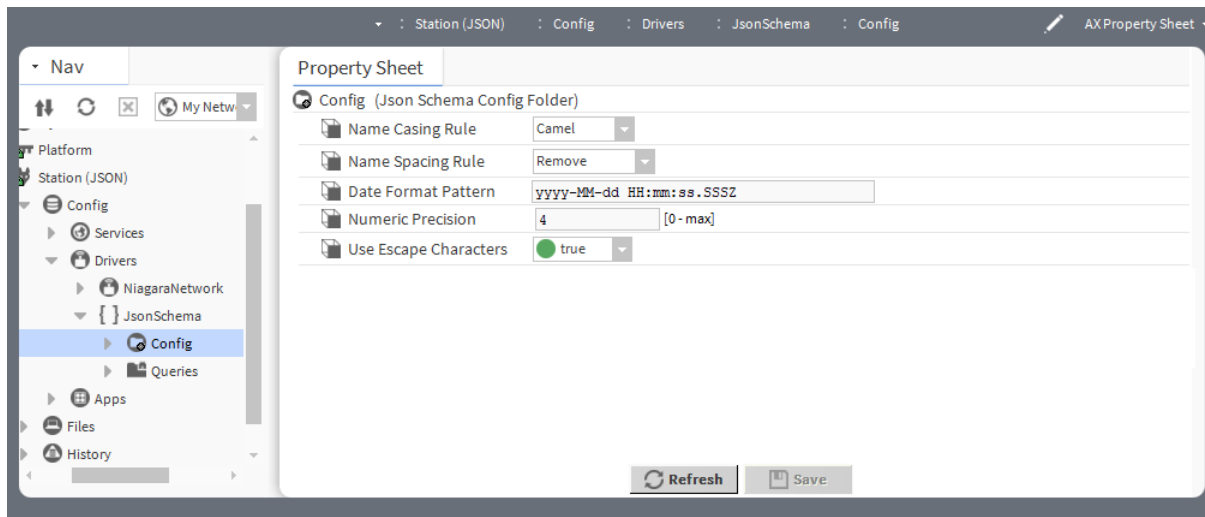 : Station (JSON) : Config : Drivers : JsonSchema : Config AX Property Sheet
Nav
My Netw
Platform
Station (JSON)
Config
Services
Drivers
NiagaraNetwork
{ } JsonSchema
Config
Queries
Apps
Files
History
Property Sheet
Config (Json Schema Config Folder)
Name Casing Rule Camel
Name Spacing Rule Remove
Date Format Pattern yyyy-MM-dd HH:mm:ss.SSSZ
Numeric Precision 4 [0 - max]
Use Escape Characters true
Refresh Save